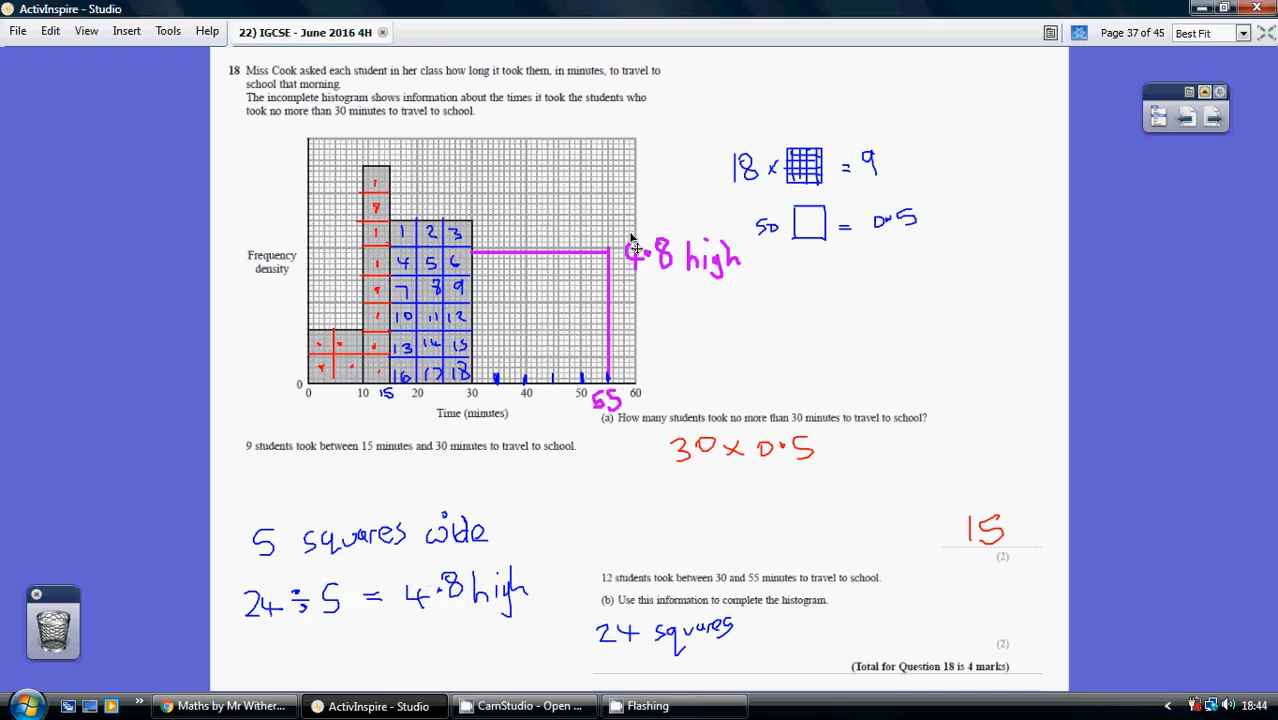 ActivInspire - Studio
File Edit View Insert Tools Help
22) IGCSE - June 2016 4H
Page 37 of 45
Best Fit
18 Miss Cook asked each student in her class how long it took them, in minutes, to travel to
school that morning.
The incomplete histogram shows information about the times it took the students who
took no more than 30 minutes to travel to school.
18 × = 9
so = 0.5
4.8 high
Frequency
density
1 2 3
4 5 6
7 8 9
10 11 12
13 14 15
16 17 18
0
0 10 15 20 30 40 50 55 60
Time (minutes)
(a) How many students took no more than 30 minutes to travel to school?
9 students took between 15 minutes and 30 minutes to travel to school.
30 × 0.5
15
(2)
5 squares wide
24 ÷ 5 = 4.8 high
12 students took between 30 and 55 minutes to travel to school.
(b) Use this information to complete the histogram.
24 squares
(2)
(Total for Question 18 is 4 marks)
Maths by Mr Wither...
ActivInspire - Studio
CamStudio - Open ...
Flashing
18:44